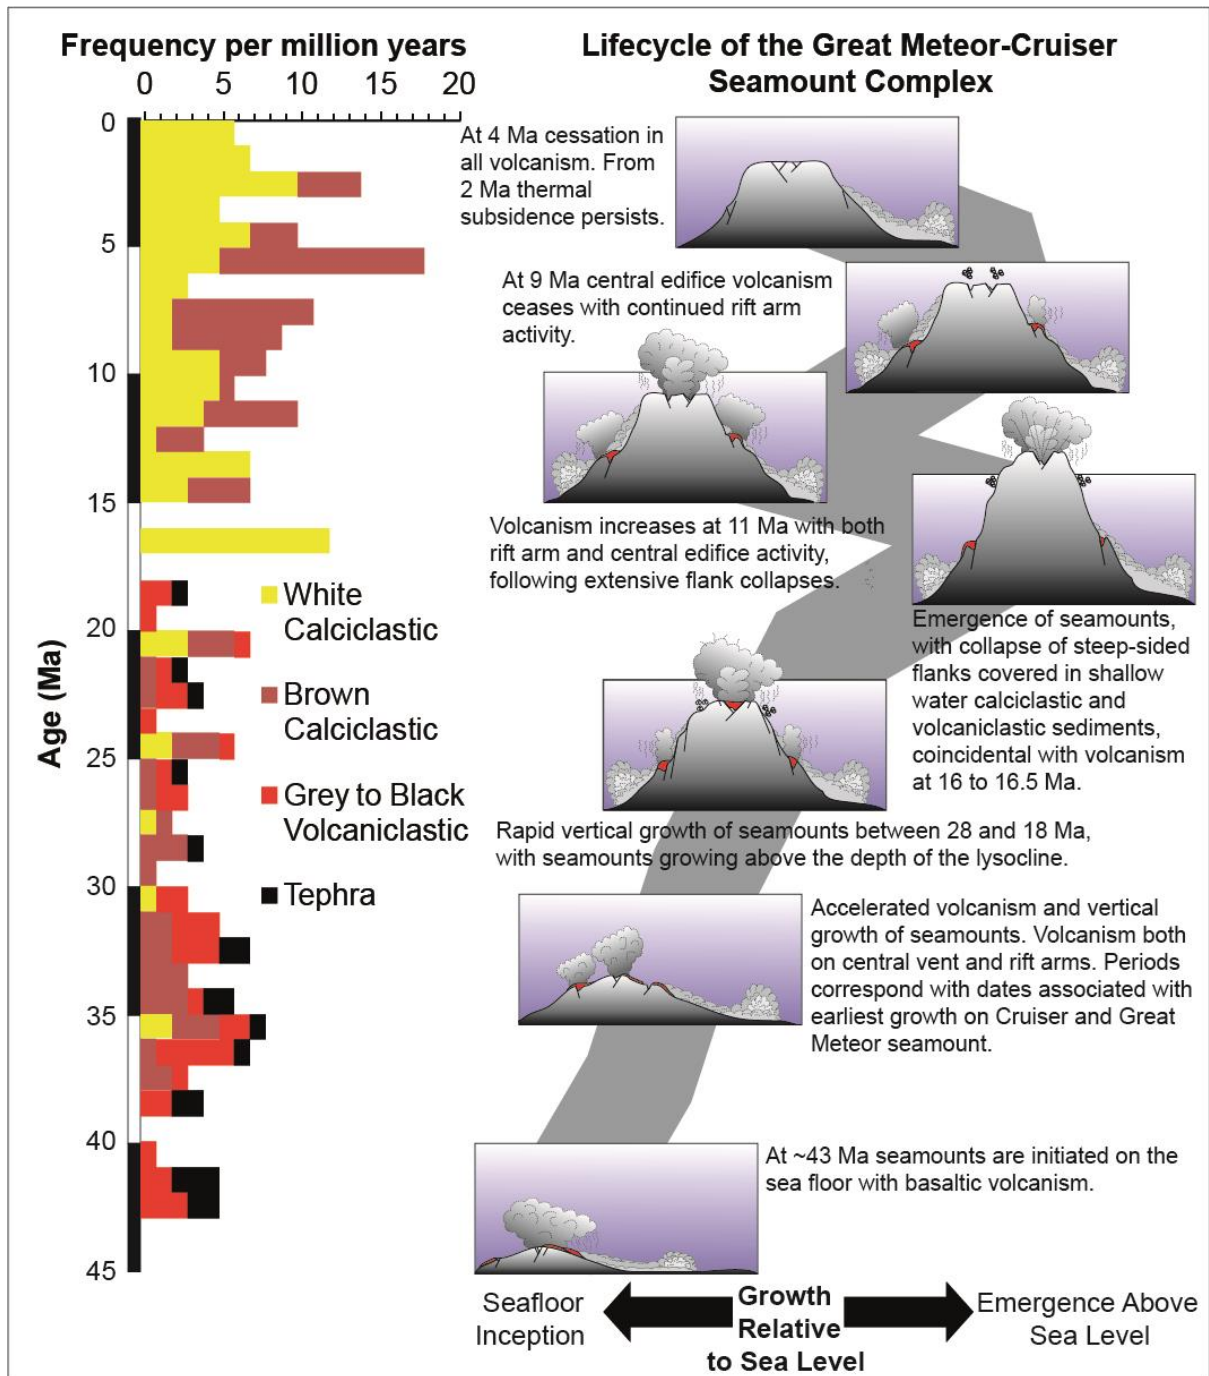 Frequency per million years
0 5 10 15 20
Lifecycle of the Great Meteor-Cruiser
Seamount Complex
0
5
10
15
20
25
30
35
40
45
Age (Ma)
White
Calciclastic
Brown
Calciclastic
Grey to Black
Volcaniclastic
Tephra
At 4 Ma cessation in
all volcanism. From
2 Ma thermal
subsidence persists.
At 9 Ma central edifice volcanism
ceases with continued rift arm
activity.
Volcanism increases at 11 Ma with both
rift arm and central edifice activity,
following extensive flank collapses.
Emergence of seamounts,
with collapse of steep-sided
flanks covered in shallow
water calciclastic and
volcaniclastic sediments,
coincidental with volcanism
at 16 to 16.5 Ma.
Rapid vertical growth of seamounts between 28 and 18 Ma,
with seamounts growing above the depth of the lysocline.
Accelerated volcanism and vertical
growth of seamounts. Volcanism both
on central vent and rift arms. Periods
correspond with dates associated with
earliest growth on Cruiser and Great
Meteor seamount.
At ~43 Ma seamounts are initiated on the
sea floor with basaltic volcanism.
Seafloor
Inception
Growth
Relative
to Sea Level
Emergence Above
Sea Level